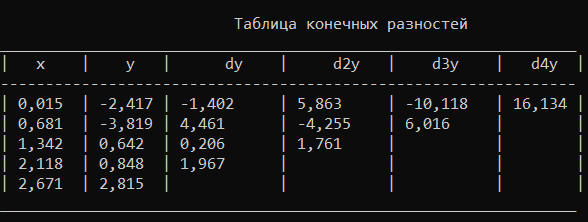 Таблица конечных разностей
| x | y | dy | d2y | d3y | d4y |
| 0,015 | -2,417 | -1,402 | 5,863 | -10,118 | 16,134 |
| 0,681 | -3,819 | 4,461 | -4,255 | 6,016 | |
| 1,342 | 0,642 | 0,206 | 1,761 | | |
| 2,118 | 0,848 | 1,967 | | | |
| 2,671 | 2,815 | | | | |